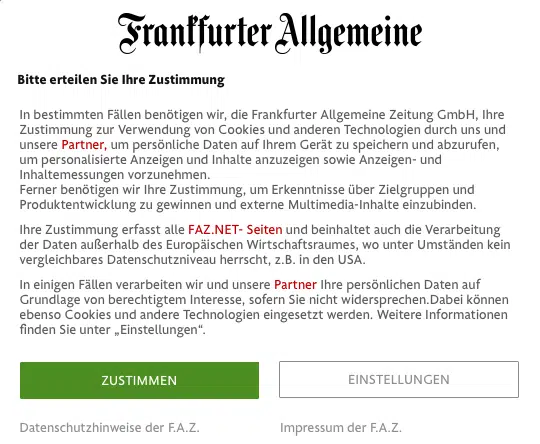 Frankfurter Allgemeine
Bitte erteilen Sie Ihre Zustimmung
In bestimmten Fällen benötigen wir, die Frankfurter Allgemeine Zeitung GmbH, Ihre
Zustimmung zur Verwendung von Cookies und anderen Technologien durch uns und
unsere Partner, um persönliche Daten auf Ihrem Gerät zu speichern und abzurufen,
um personalisierte Anzeigen und Inhalte anzuzeigen sowie Anzeigen- und
Inhaltemessungen vorzunehmen.
Ferner benötigen wir Ihre Zustimmung, um Erkenntnisse über Zielgruppen und
Produktentwicklung zu gewinnen und externe Multimedia-Inhalte einzubinden.
Ihre Zustimmung erfasst alle FAZ.NET- Seiten und beinhaltet auch die Verarbeitung
der Daten außerhalb des Europäischen Wirtschaftsraumes, wo unter Umständen kein
vergleichbares Datenschutzniveau herrscht, z.B. in den USA.
In einigen Fällen verarbeiten wir und unsere Partner Ihre persönlichen Daten auf
Grundlage von berechtigtem Interesse, sofern Sie nicht widersprechen.Dabei können
ebenso Cookies und andere Technologien eingesetzt werden. Weitere Informationen
finden Sie unter „Einstellungen“.
ZUSTIMMEN
EINSTELLUNGEN
Datenschutzhinweise der F.A.Z.
Impressum der F.A.Z.